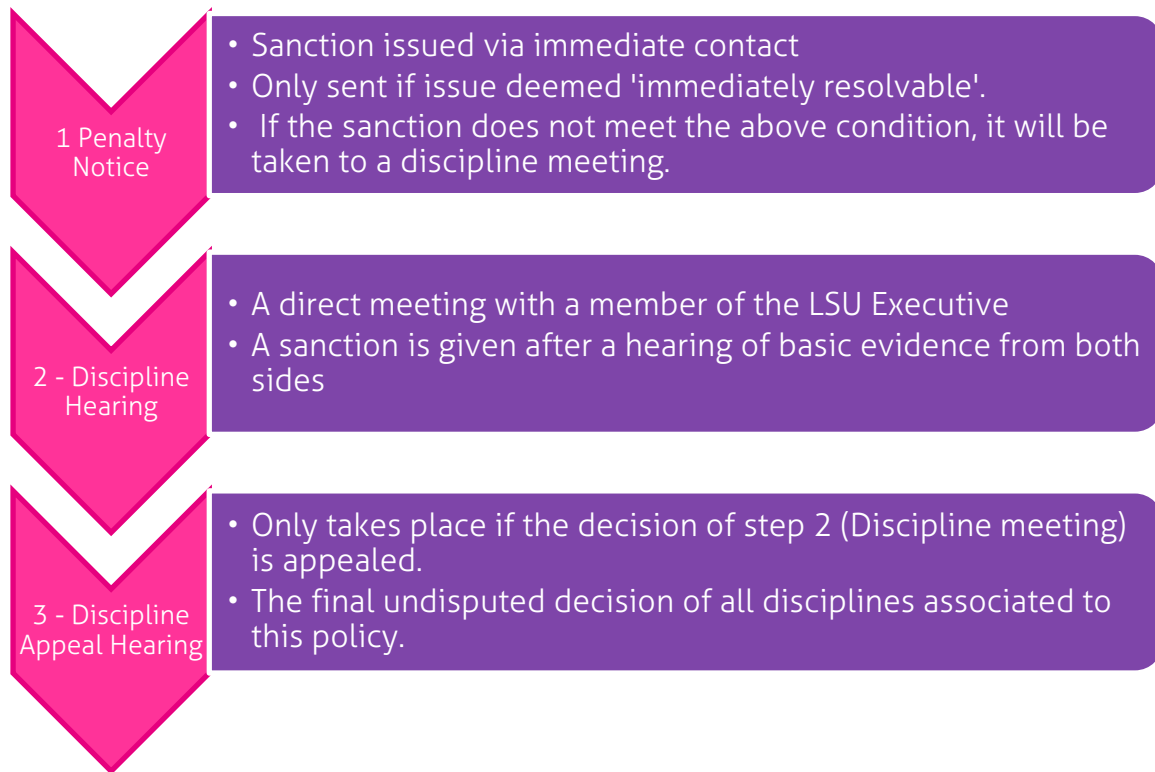 1 Penalty
Notice
• Sanction issued via immediate contact
• Only sent if issue deemed 'immediately resolvable'.
• If the sanction does not meet the above condition, it will be
taken to a discipline meeting.
2 - Discipline
Hearing
• A direct meeting with a member of the LSU Executive
• A sanction is given after a hearing of basic evidence from both
sides
3 - Discipline
Appeal Hearing
• Only takes place if the decision of step 2 (Discipline meeting)
is appealed.
• The final undisputed decision of all disciplines associated to
this policy.